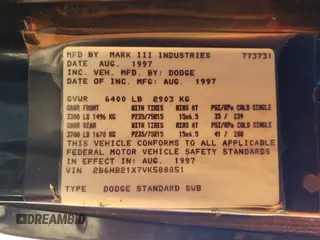 MFD BY MARK III INDUSTRIES 773731
DATE AUG. 1997
INC. VEH. MFD. BY: DODGE
DATE OF INC. MFG AUG. 1997
GVWR 6400 LB 2903 KG
GAWR FRONT WITH TIRES RIMS AT PSI/KPa COLD SINGLE
3300 LB 1496 KG P235/75R15 15x6.5 35 / 239
GAWR REAR WITH TIRES RIMS AT PSI/KPa COLD SINGLE
3700 LB 1678 KG P235/75R15 15x6.5 41 / 280
THIS VEHICLE CONFORMS TO ALL APPLICABLE
FEDERAL MOTOR VEHICLE SAFETY STANDARDS
IN EFFECT IN: AUG. 1997
VIN 2B6HB21X7VK588851
TYPE DODGE STANDARD SWB
DRAMBID